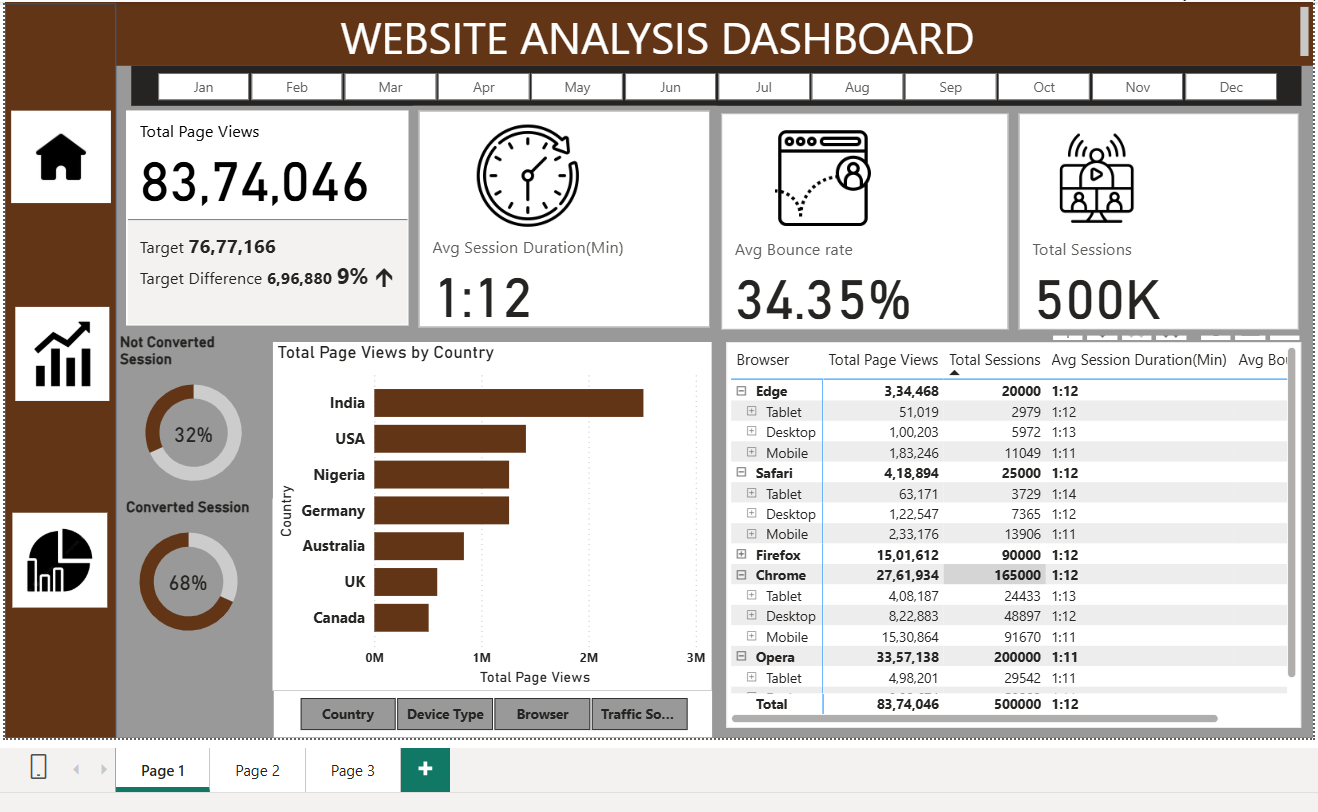 WEBSITE ANALYSIS DASHBOARD
Jan Feb Mar Apr May Jun Jul Aug Sep Oct Nov Dec
Total Page Views
83,74,046
Target 76,77,166
Target Difference 6,96,880 9%
Avg Session Duration(Min)
1:12
Avg Bounce rate
34.35%
Total Sessions
500K
Not Converted
Session
32%
Converted Session
68%
Total Page Views by Country
Country
India
USA
Nigeria
Germany
Australia
UK
Canada
0M 1M 2M 3M
Total Page Views
Country Device Type Browser Traffic So...
Browser Total Page Views Total Sessions Avg Session Duration(Min) Avg Bou
Edge 3,34,468 20000 1:12
Tablet 51,019 2979 1:12
Desktop 1,00,203 5972 1:13
Mobile 1,83,246 11049 1:11
Safari 4,18,894 25000 1:12
Tablet 63,171 3729 1:14
Desktop 1,22,547 7365 1:12
Mobile 2,33,176 13906 1:11
Firefox 15,01,612 90000 1:12
Chrome 27,61,934 165000 1:12
Tablet 4,08,187 24433 1:13
Desktop 8,22,883 48897 1:12
Mobile 15,30,864 91670 1:11
Opera 33,57,138 200000 1:11
Tablet 4,98,201 29542 1:11
Total 83,74,046 500000 1:12
Page 1 Page 2 Page 3